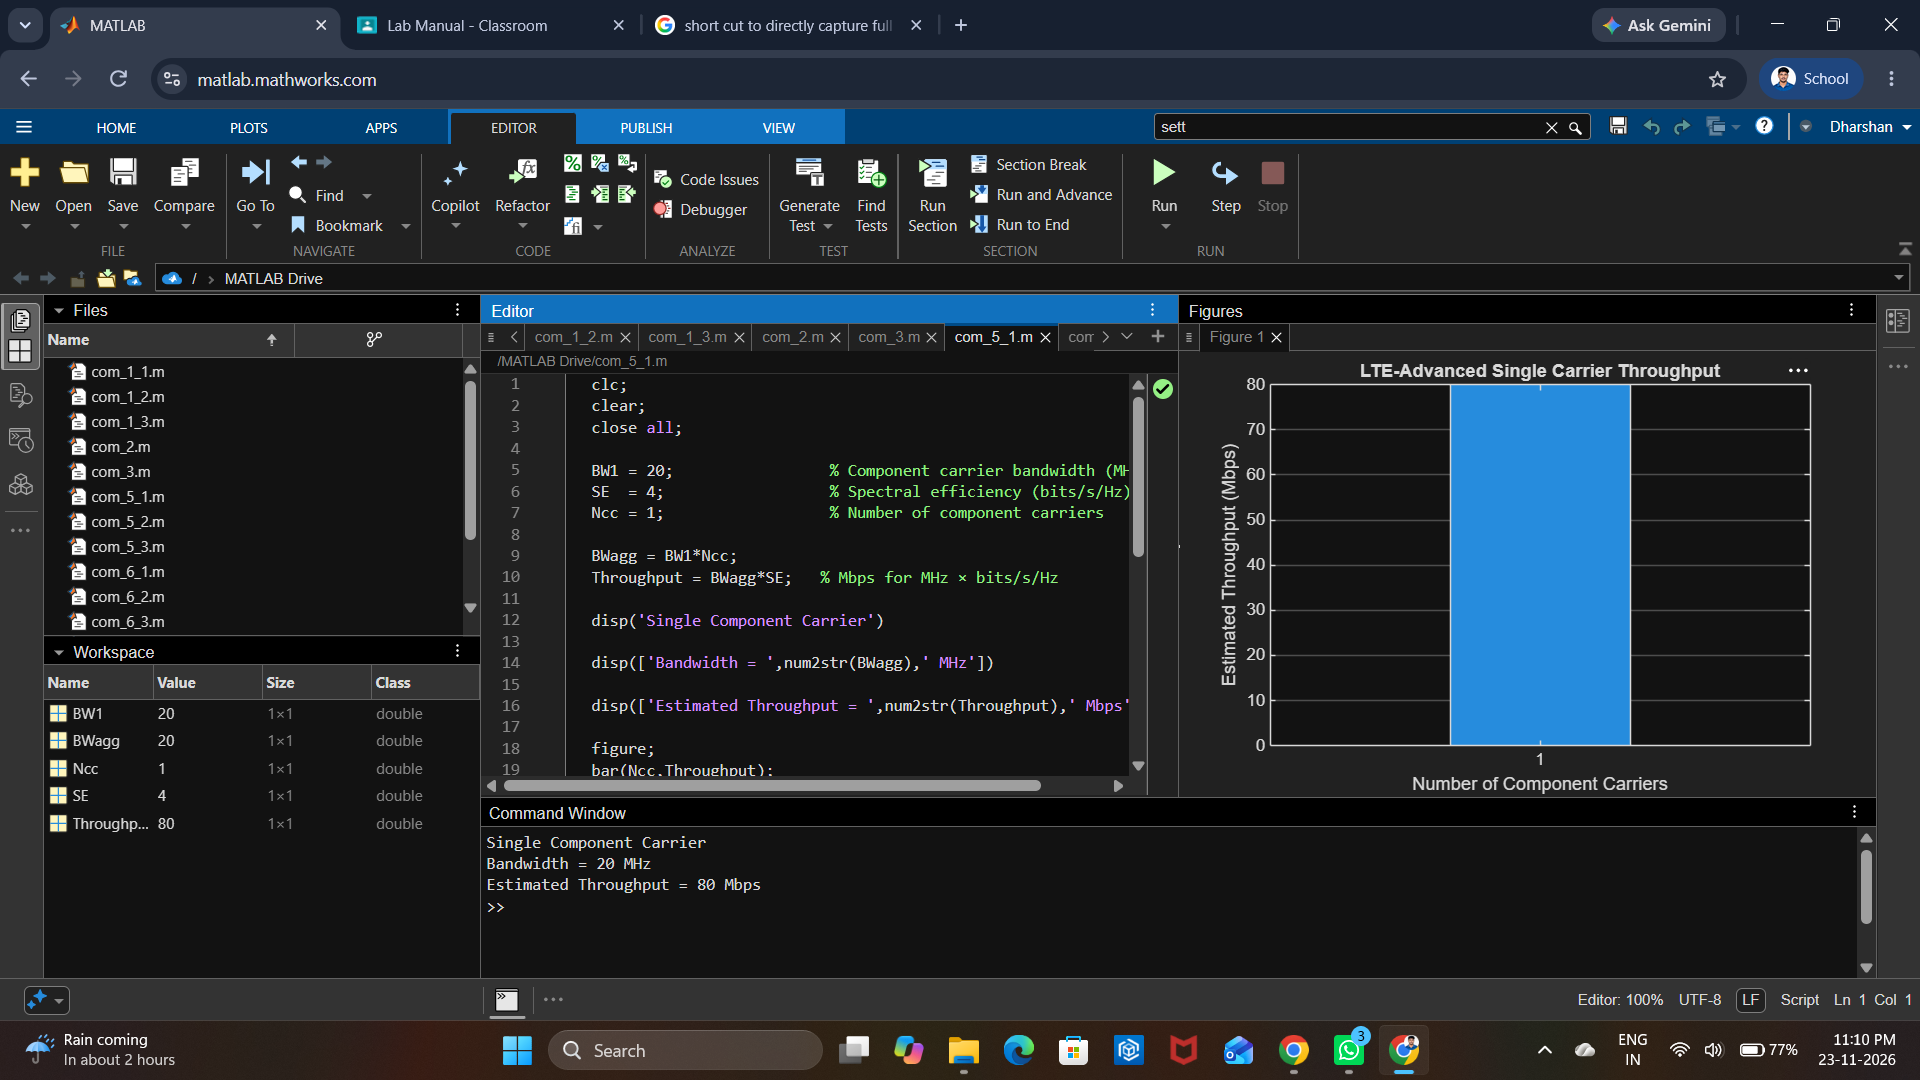 MATLAB
Lab Manual - Classroom
short cut to directly capture full
Ask Gemini
matlab.mathworks.com
School
HOME PLOTS APPS EDITOR PUBLISH VIEW
sett
Dharshan
New Open Save Compare
FILE
Go To Find Bookmark
NAVIGATE
Copilot Refactor
CODE
Code Issues
Debugger
ANALYZE
Generate Test Find Tests
TEST
Run Section
Section Break
Run and Advance
Run to End
SECTION
Run Step Stop
RUN
/ › MATLAB Drive
Files
Name
com_1_1.m
com_1_2.m
com_1_3.m
com_2.m
com_3.m
com_5_1.m
com_5_2.m
com_5_3.m
com_6_1.m
com_6_2.m
com_6_3.m
Workspace
Name Value Size Class
BW1 20 1×1 double
BWagg 20 1×1 double
Ncc 1 1×1 double
SE 4 1×1 double
Throughp... 80 1×1 double
Editor
com_1_2.m com_1_3.m com_2.m com_3.m com_5_1.m com
/MATLAB Drive/com_5_1.m
1 clc;
2 clear;
3 close all;
4
5 BW1 = 20; % Component carrier bandwidth (MH
6 SE = 4; % Spectral efficiency (bits/s/Hz)
7 Ncc = 1; % Number of component carriers
8
9 BWagg = BW1*Ncc;
10 Throughput = BWagg*SE; % Mbps for MHz × bits/s/Hz
11
12 disp('Single Component Carrier')
13
14 disp(['Bandwidth = ',num2str(BWagg),' MHz'])
15
16 disp(['Estimated Throughput = ',num2str(Throughput),' Mbps'
17
18 figure;
19 bar(Ncc,Throughput);
Figures
Figure 1
LTE-Advanced Single Carrier Throughput
Estimated Throughput (Mbps)
80
70
60
50
40
30
20
10
0
1
Number of Component Carriers
Command Window
Single Component Carrier
Bandwidth = 20 MHz
Estimated Throughput = 80 Mbps
>>
Editor: 100% UTF-8 LF Script Ln 1 Col 1
Rain coming
In about 2 hours
Search
3
ENG
IN
77%
11:10 PM
23-11-2026